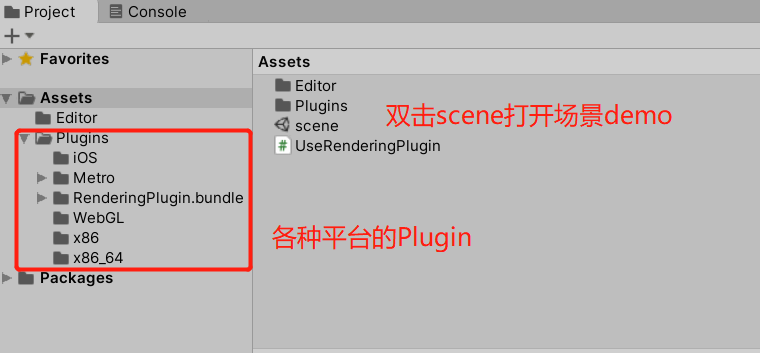 Project
Console
Favorites
Assets
Editor
Plugins
iOS
Metro
RenderingPlugin.bundle
WebGL
x86
x86_64
Packages
Assets
Editor
Plugins
scene
UseRenderingPlugin
双击scene打开场景demo
各种平台的Plugin